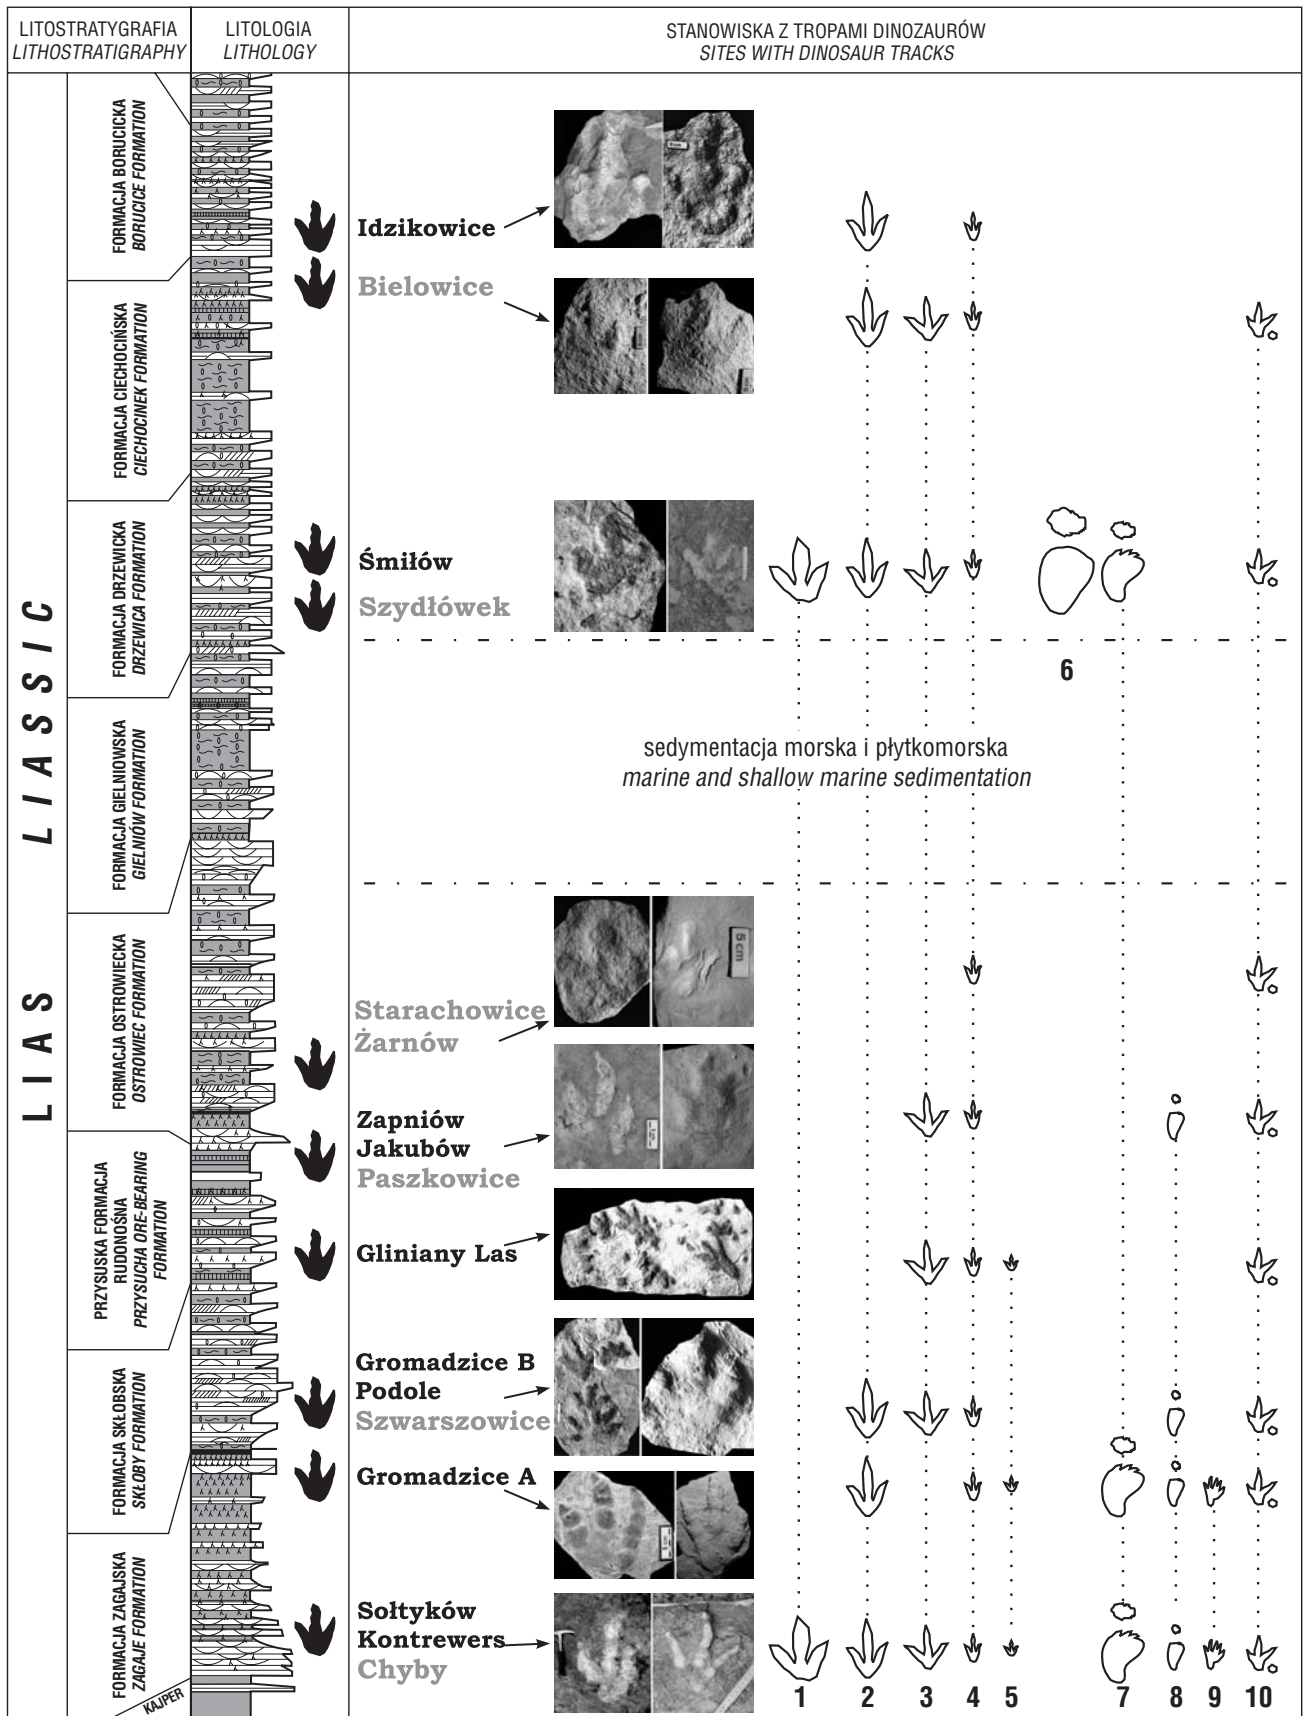 LITOSTRATYGRAFIA
LITHOSTRATIGRAPHY
LITOLOGIA
LITHOLOGY
STANOWISKA Z TROPAMI DINOZAURÓW
SITES WITH DINOSAUR TRACKS
LIAS LIASSIC
FORMACJA BORUCICKA
BORUCICE FORMATION
FORMACJA CIECHOCIŃSKA
CIECHOCINEK FORMATION
FORMACJA DRZEWICKA
DRZEWICA FORMATION
FORMACJA GIELNIOWSKA
GIELNIÓW FORMATION
FORMACJA OSTROWIECKA
OSTROWIEC FORMATION
PRZYSUSKA FORMACJA
RUDONOŚNA
PRZYSUCHA ORE-BEARING
FORMATION
FORMACJA SKŁOBSKA
SKŁOBY FORMATION
FORMACJA ZAGAJSKA
ZAGAJE FORMATION
KAJPER
Idzikowice
Bielowice
Śmiłów
Szydłówek
6
sedymentacja morska i płytkomorska
marine and shallow marine sedimentation
5 cm
Starachowice
Żarnów
Zapniów
Jakubów
Paszkowice
Gliniany Las
Gromadzice B
Podole
Szwarszowice
Gromadzice A
Sołtyków
Kontrewers
Chyby
1 2 3 4 5 7 8 9 10